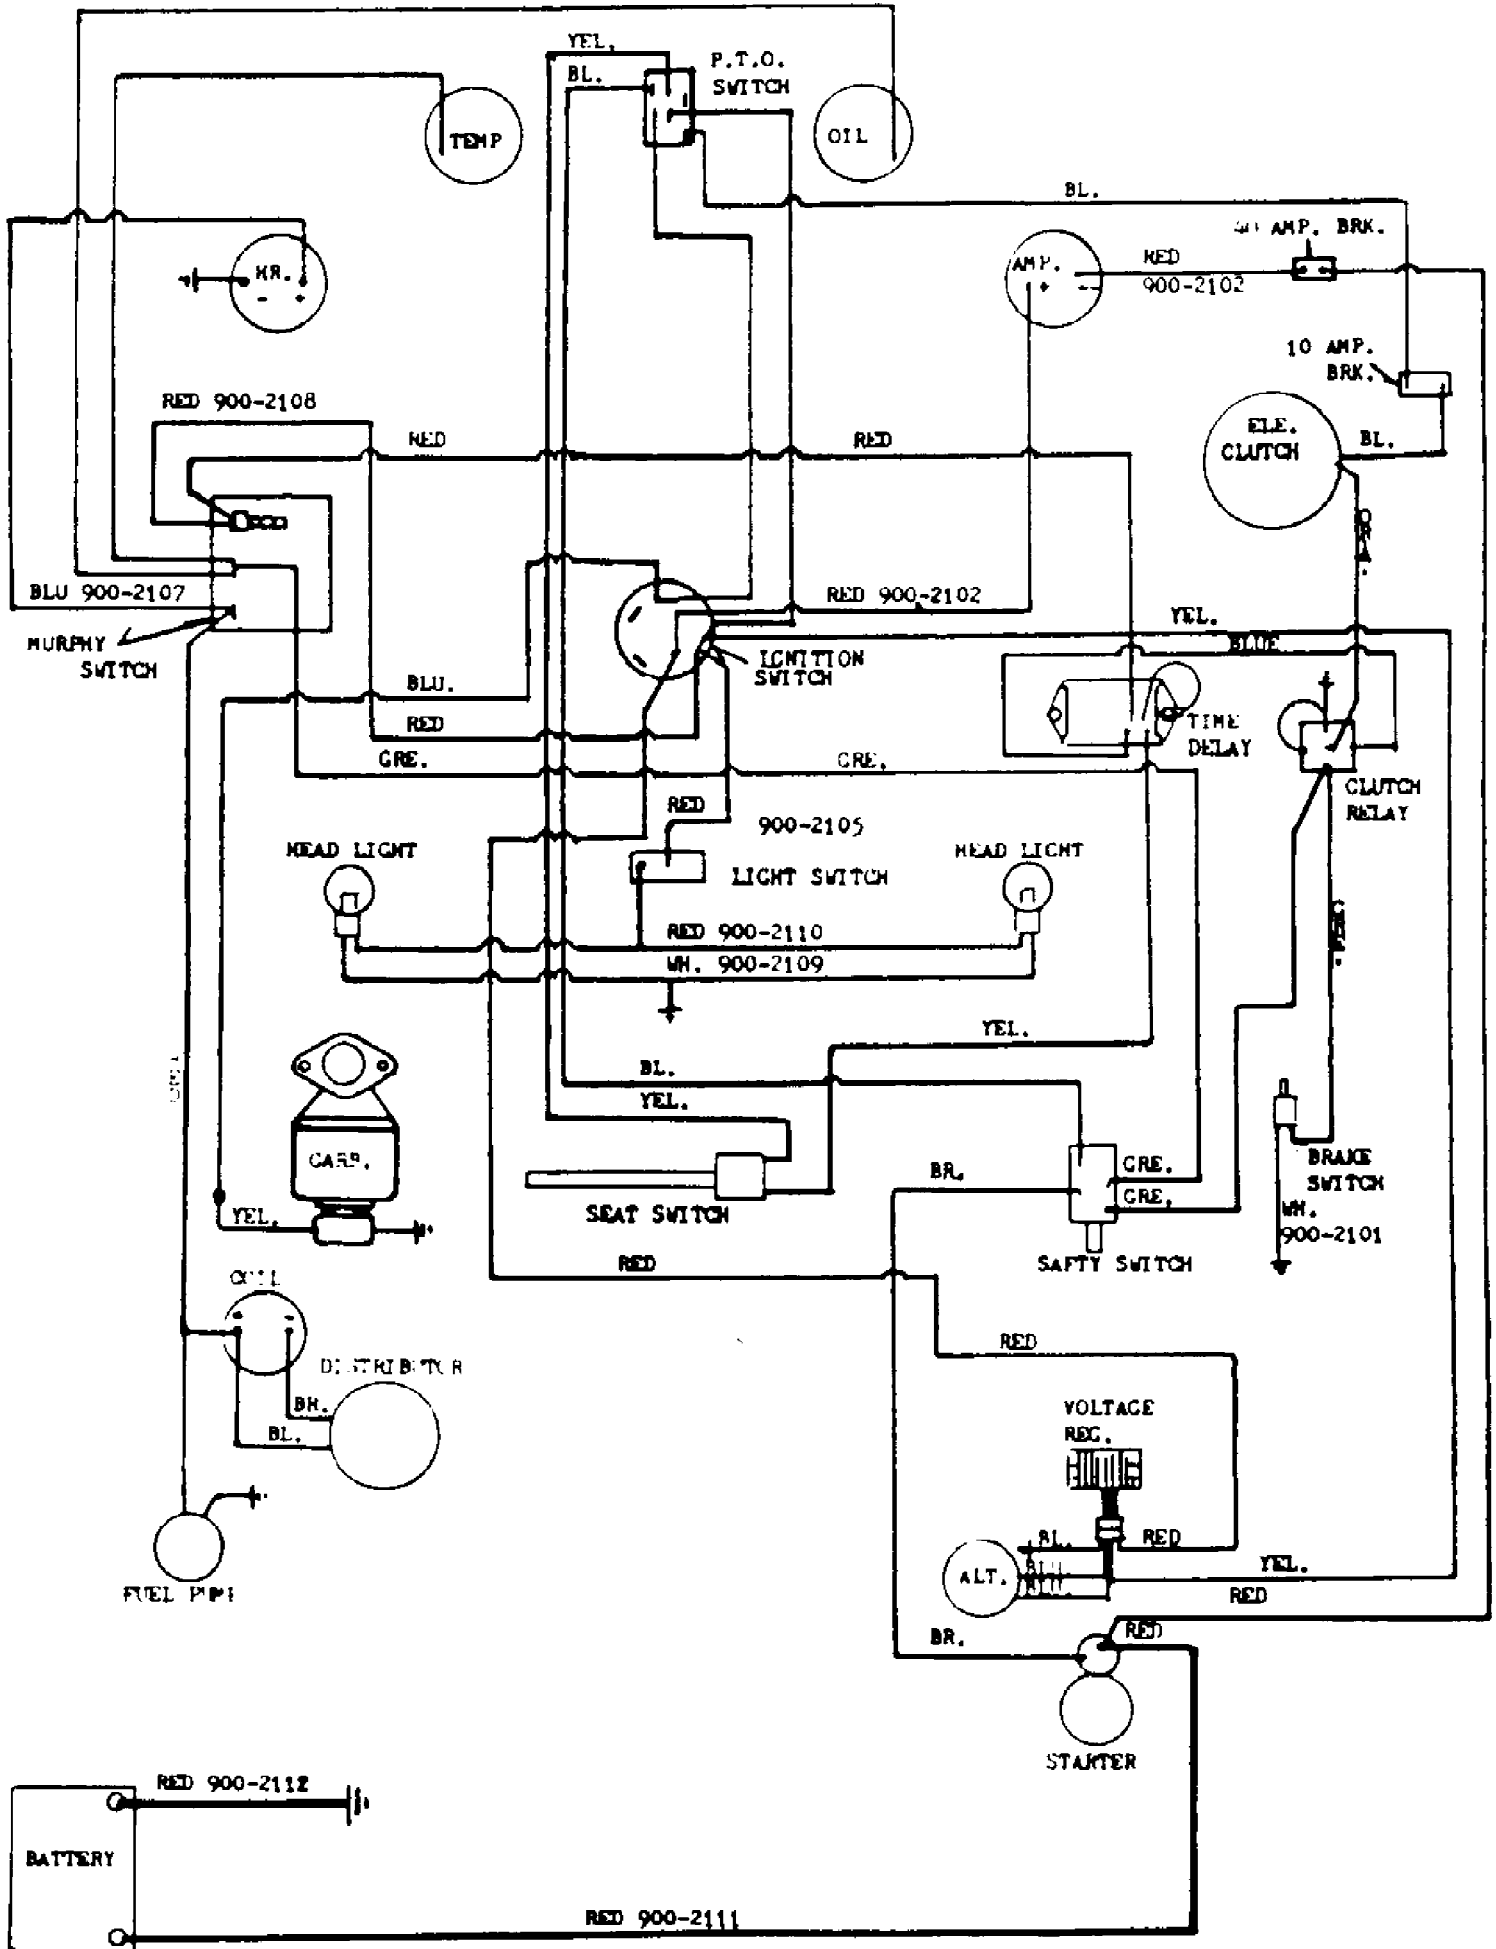 YEL.
P.T.O.
SWITCH
BL.
TEMP
OIL
BL.
40 AMP. BRK.
HR.
- +
AMP.
+ -
RED
900-2102
10 AMP.
BRK.
RED 900-2108
RED
RED
ELE.
CLUTCH
BL.
BLU 900-2107
RED 900-2102
YEL.
BLUE
MURPHY
SWITCH
IGNITION
SWITCH
BLU.
RED
TIME
DELAY
GRE.
GRE.
CLUTCH
RELAY
RED
900-2105
HEAD LIGHT
LIGHT SWITCH
HEAD LIGHT
RED 900-2110
WH. 900-2109
YEL.
BL.
YEL.
CARB.
BR.
GRE.
GRE.
BRAKE
SWITCH
WH.
900-2101
YEL.
SEAT SWITCH
SAFTY SWITCH
RED
COIL
RED
DISTRIBUTOR
BR.
BL.
VOLTAGE
REG.
BL.
RED
ALT.
BLU.
BLU.
YEL.
RED
FUEL PUMP
BR.
RED
STARTER
RED 900-2112
BATTERY
RED 900-2111